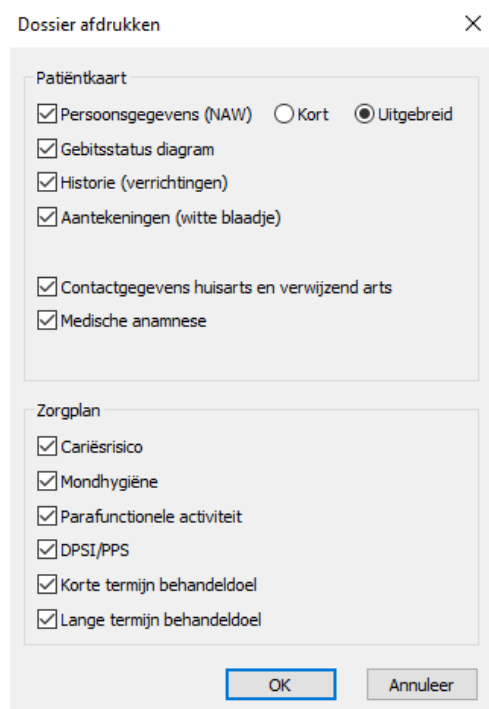 Dossier afdrukken
Patiëntkaart
Persoonsgegevens (NAW) Kort Uitgebreid
Gebitsstatus diagram
Historie (verrichtingen)
Aantekeningen (witte blaadje)
Contactgegevens huisarts en verwijzend arts
Medische anamnese
Zorgplan
Cariësrisico
Mondhygiëne
Parafunctionele activiteit
DPSI/PPS
Korte termijn behandeldoel
Lange termijn behandeldoel
OK Annuleer